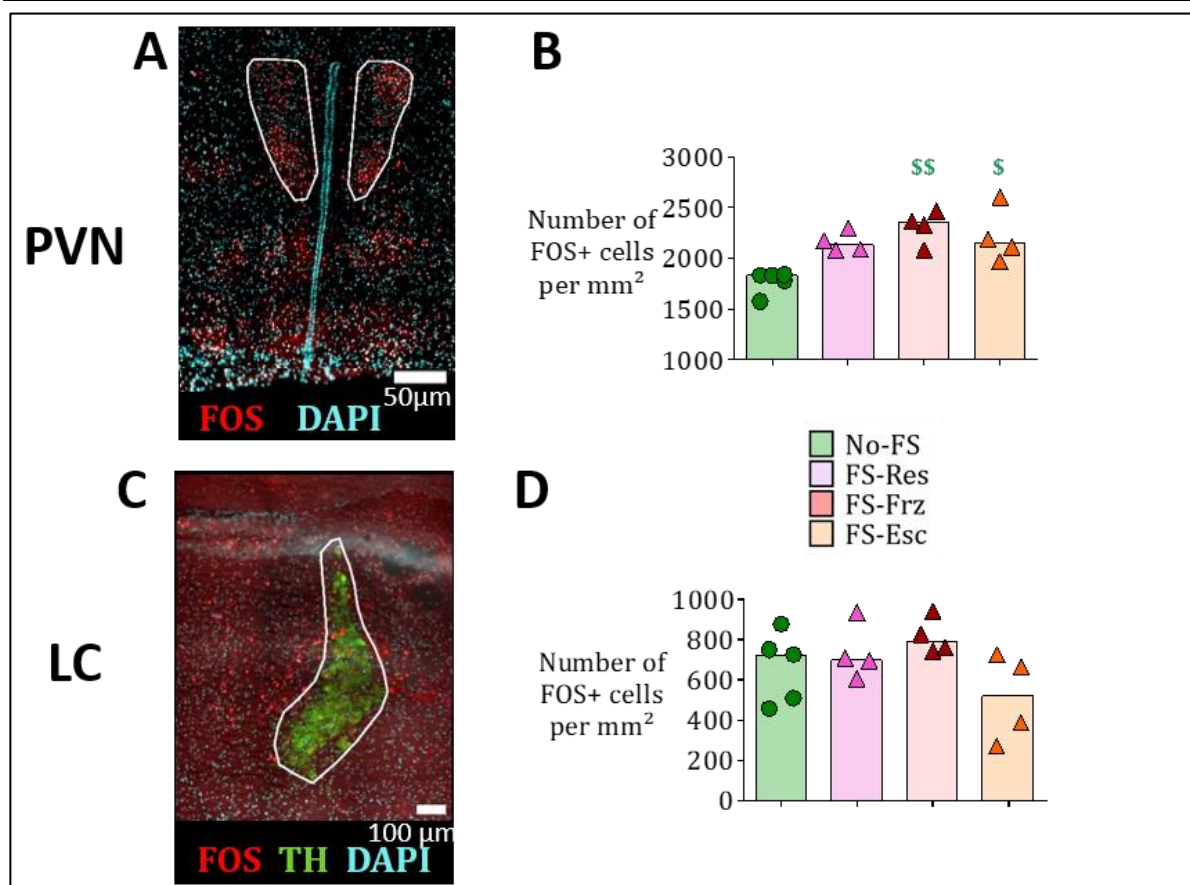 A
B
PVN
50µm
FOS DAPI
Number of
FOS+ cells
per mm²
3000
2500
2000
1500
1000
$$
$
No-FS
FS-Res
FS-Frz
FS-Esc
C
D
LC
100 µm
FOS TH DAPI
Number of
FOS+ cells
per mm²
1000
800
600
400
200
0